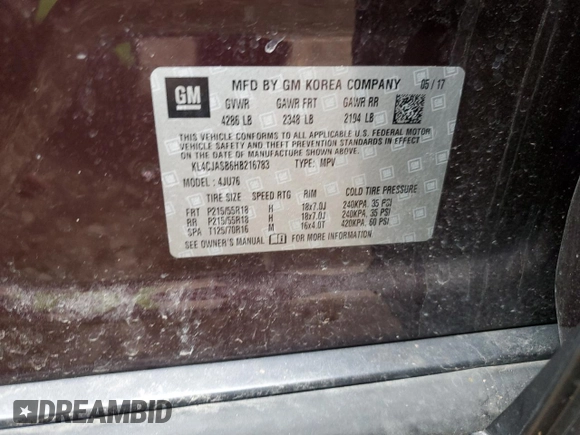 GM
MFD BY GM KOREA COMPANY 05/17
GVWR GAWR FRT GAWR RR
4286 LB 2348 LB 2194 LB
THIS VEHICLE CONFORMS TO ALL APPLICABLE U.S. FEDERAL MOTOR
VEHICLE SAFETY, BUMPER, AND THEFT PREVENTION STANDARDS IN
EFFECT ON THE DATE OF MANUFACTURE SHOWN ABOVE.
KL4CJASB6HB216783 TYPE: MPV
MODEL: 4JU76
TIRE SIZE SPEED RTG RIM COLD TIRE PRESSURE
FRT P215/55R18 H 18x7.0J 240KPA, 35 PSI
RR P215/55R18 H 18x7.0J 240KPA, 35 PSI
SPA T125/70R16 M 16x4.0T 420KPA, 60 PSI
SEE OWNER'S MANUAL FOR MORE INFORMATION.
DREAMBID